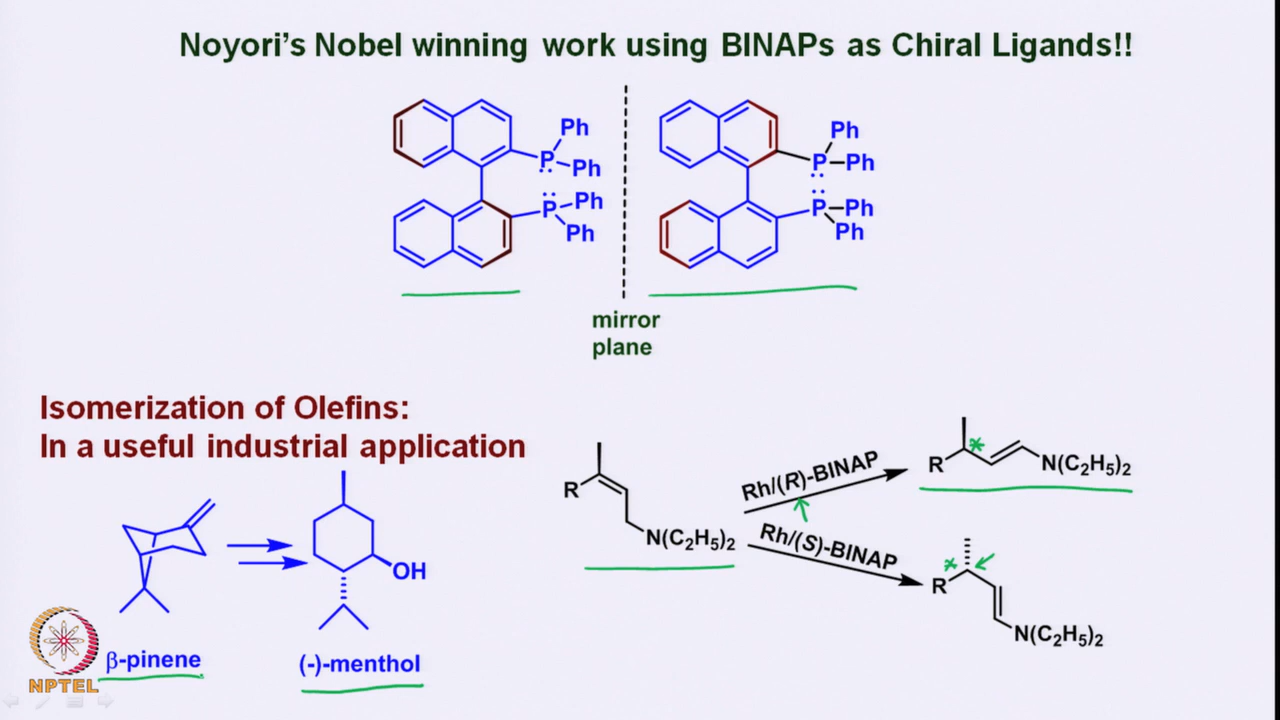 Noyori's Nobel winning work using BINAPs as Chiral Ligands!!
Ph
P
Ph
P
Ph
Ph
Ph
P
Ph
P
Ph
Ph
mirror
plane
Isomerization of Olefins:
In a useful industrial application
β-pinene
OH
(-)-menthol
R
N(C₂H₅)₂
Rh/(R)-BINAP
Rh/(S)-BINAP
R
N(C₂H₅)₂
R
N(C₂H₅)₂
NPTEL